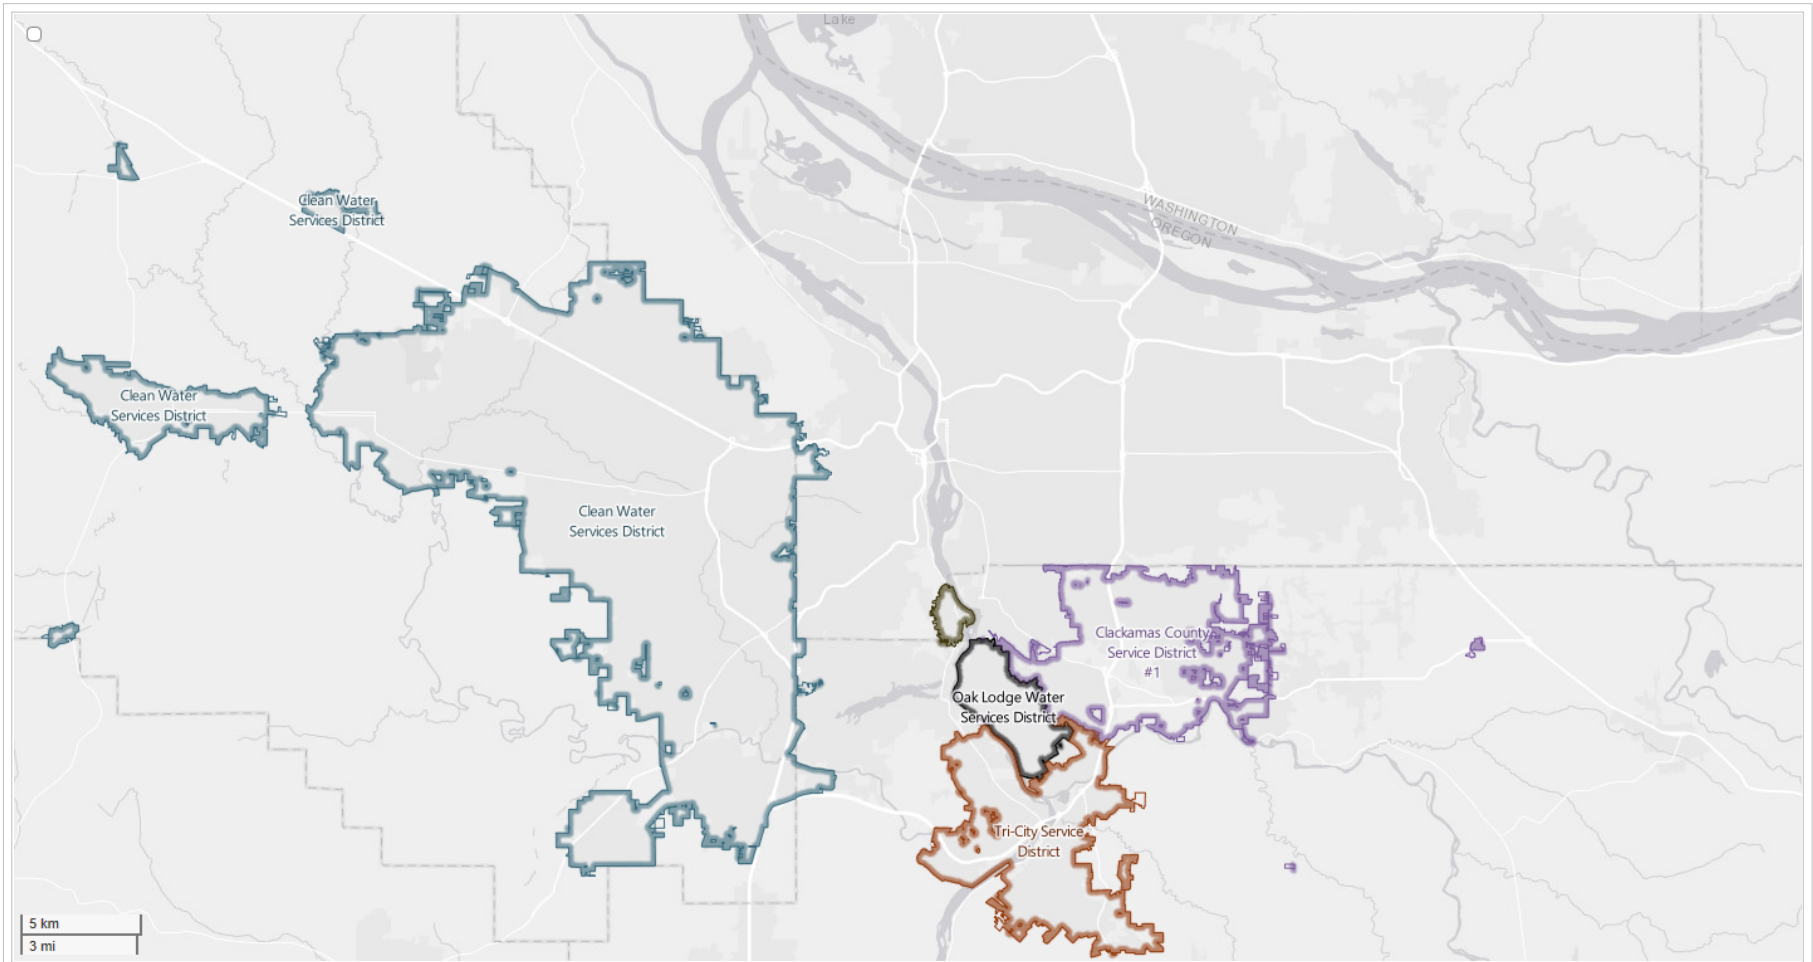 Lake
WASHINGTON
OREGON
Clean Water
Services District
Clean Water
Services District
Clean Water
Services District
Clackamas County
Service District
#1
Oak Lodge Water
Services District
Tri-City Service
District
5 km
3 mi